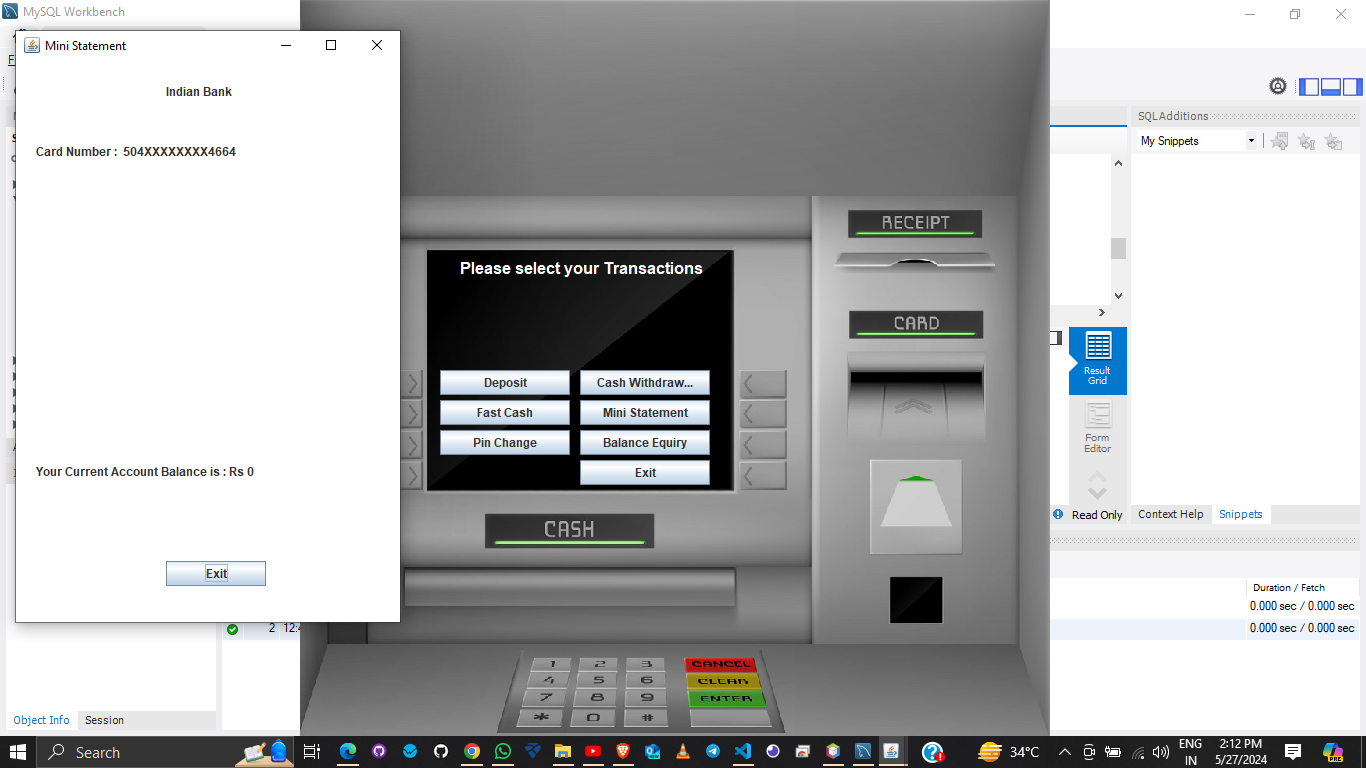 MySQL Workbench
Mini Statement
Indian Bank
Card Number : 504XXXXXXXX4664
Your Current Account Balance is : Rs 0
Exit
Please select your Transactions
Deposit
Cash Withdraw...
Fast Cash
Mini Statement
Pin Change
Balance Equiry
Exit
CASH
RECEIPT
CARD
1 2 3
4 5 6
7 8 9
* 0 #
CANCEL
CLEAR
ENTER
SQLAdditions
My Snippets
Result
Grid
Form
Editor
Read Only
Context Help
Snippets
Duration / Fetch
0.000 sec / 0.000 sec
2
0.000 sec / 0.000 sec
Object Info
Session
Search
34°C
ENG
IN
2:12 PM
5/27/2024
PRE